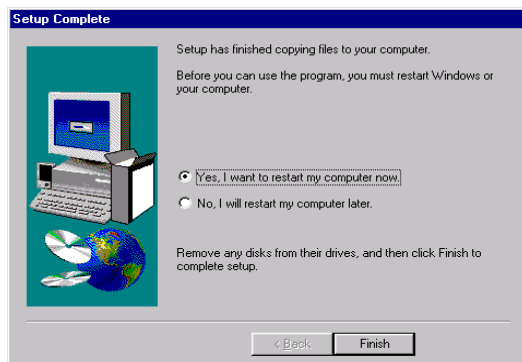 Setup Complete
Setup has finished copying files to your computer.
Before you can use the program, you must restart Windows or
your computer.
Yes, I want to restart my computer now.
No, I will restart my computer later.
Remove any disks from their drives, and then click Finish to
complete setup.
< Back
Finish